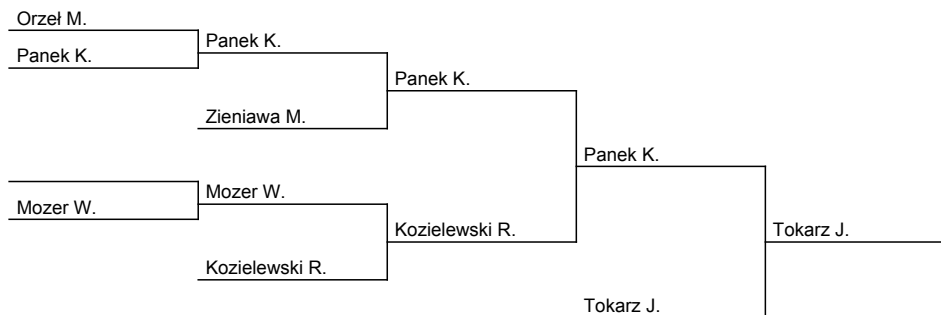 Orzeł M.
Panek K.
Panek K.
Panek K.
Zieniawa M.
Panek K.
Mozer W.
Mozer W.
Kozielewski R.
Tokarz J.
Kozielewski R.
Tokarz J.